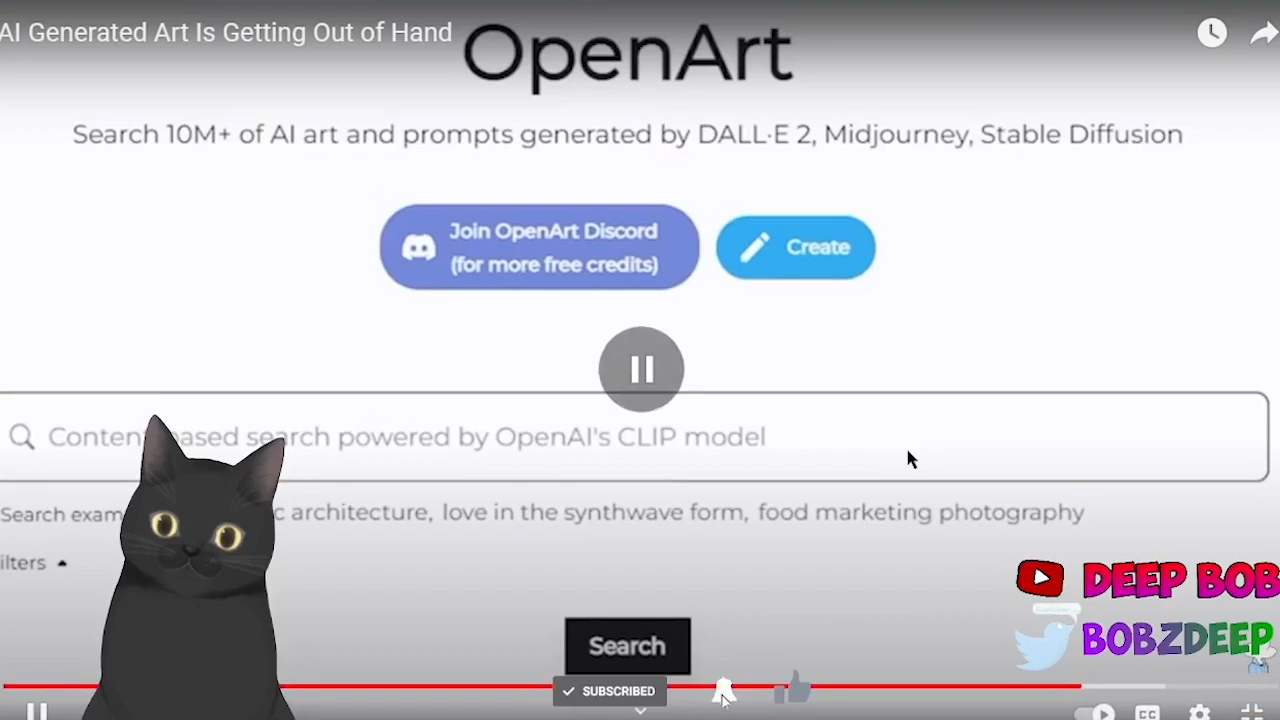 AI Generated Art Is Getting Out of Hand
OpenArt
Search 10M+ of AI art and prompts generated by DALL·E 2, Midjourney, Stable Diffusion
Join OpenArt Discord
(for more free credits)
Create
Content based search powered by OpenAI's CLIP model
Search exam
c architecture, love in the synthwave form, food marketing photography
ilters
DEEP BOB
BOBZDEEP
Search
SUBSCRIBED
CC